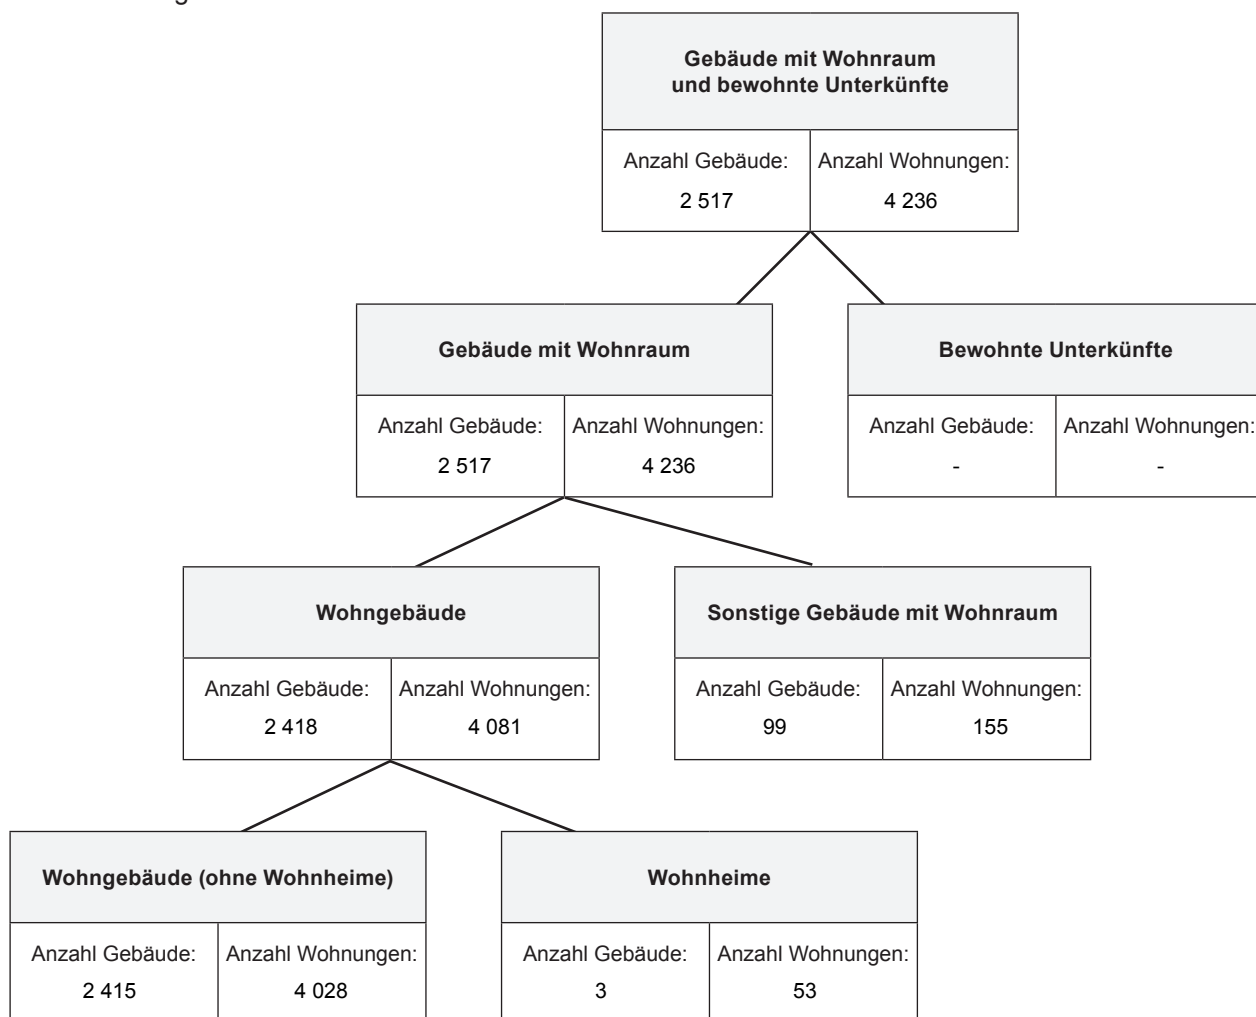 Gebäude mit Wohnraum
und bewohnte Unterkünfte
Anzahl Gebäude:
2 517
Anzahl Wohnungen:
4 236
Gebäude mit Wohnraum
Anzahl Gebäude:
2 517
Anzahl Wohnungen:
4 236
Bewohnte Unterkünfte
Anzahl Gebäude:
-
Anzahl Wohnungen:
-
Wohngebäude
Anzahl Gebäude:
2 418
Anzahl Wohnungen:
4 081
Sonstige Gebäude mit Wohnraum
Anzahl Gebäude:
99
Anzahl Wohnungen:
155
Wohngebäude (ohne Wohnheime)
Anzahl Gebäude:
2 415
Anzahl Wohnungen:
4 028
Wohnheime
Anzahl Gebäude:
3
Anzahl Wohnungen:
53